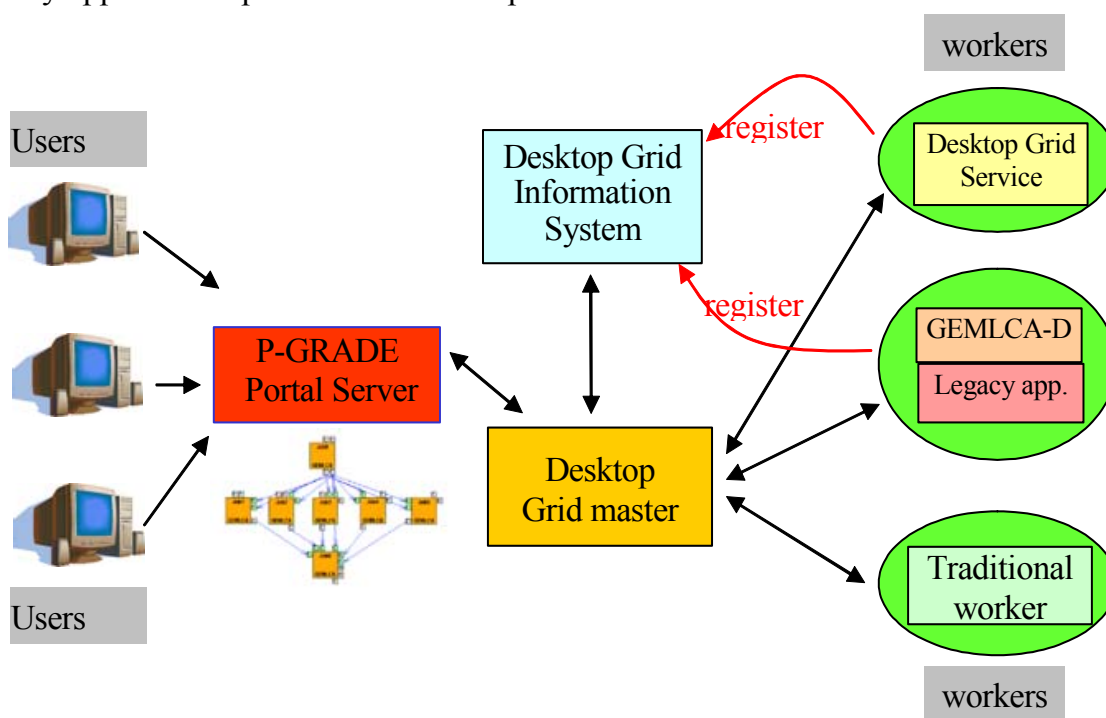 workers
Users
register
Desktop Grid
Information
System
Desktop Grid
Service
register
P-GRADE
Portal Server
GEMLCA-D
Legacy app.
Desktop
Grid master
Traditional
worker
Users
workers